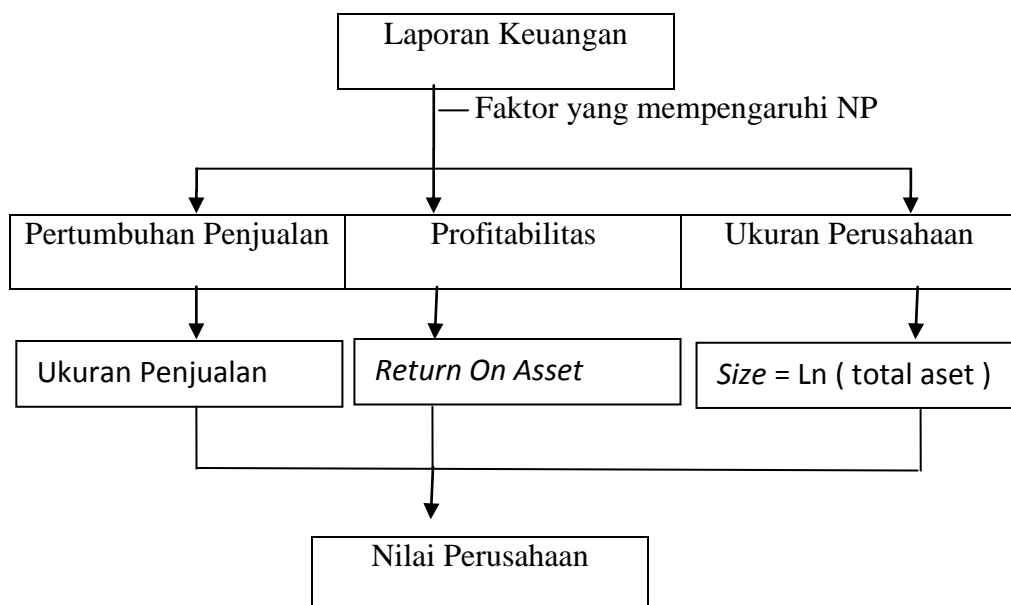 Laporan Keuangan
— Faktor yang mempengaruhi NP
Pertumbuhan Penjualan
Profitabilitas
Ukuran Perusahaan
Ukuran Penjualan
Return On Asset
Size = Ln ( total aset )
Nilai Perusahaan